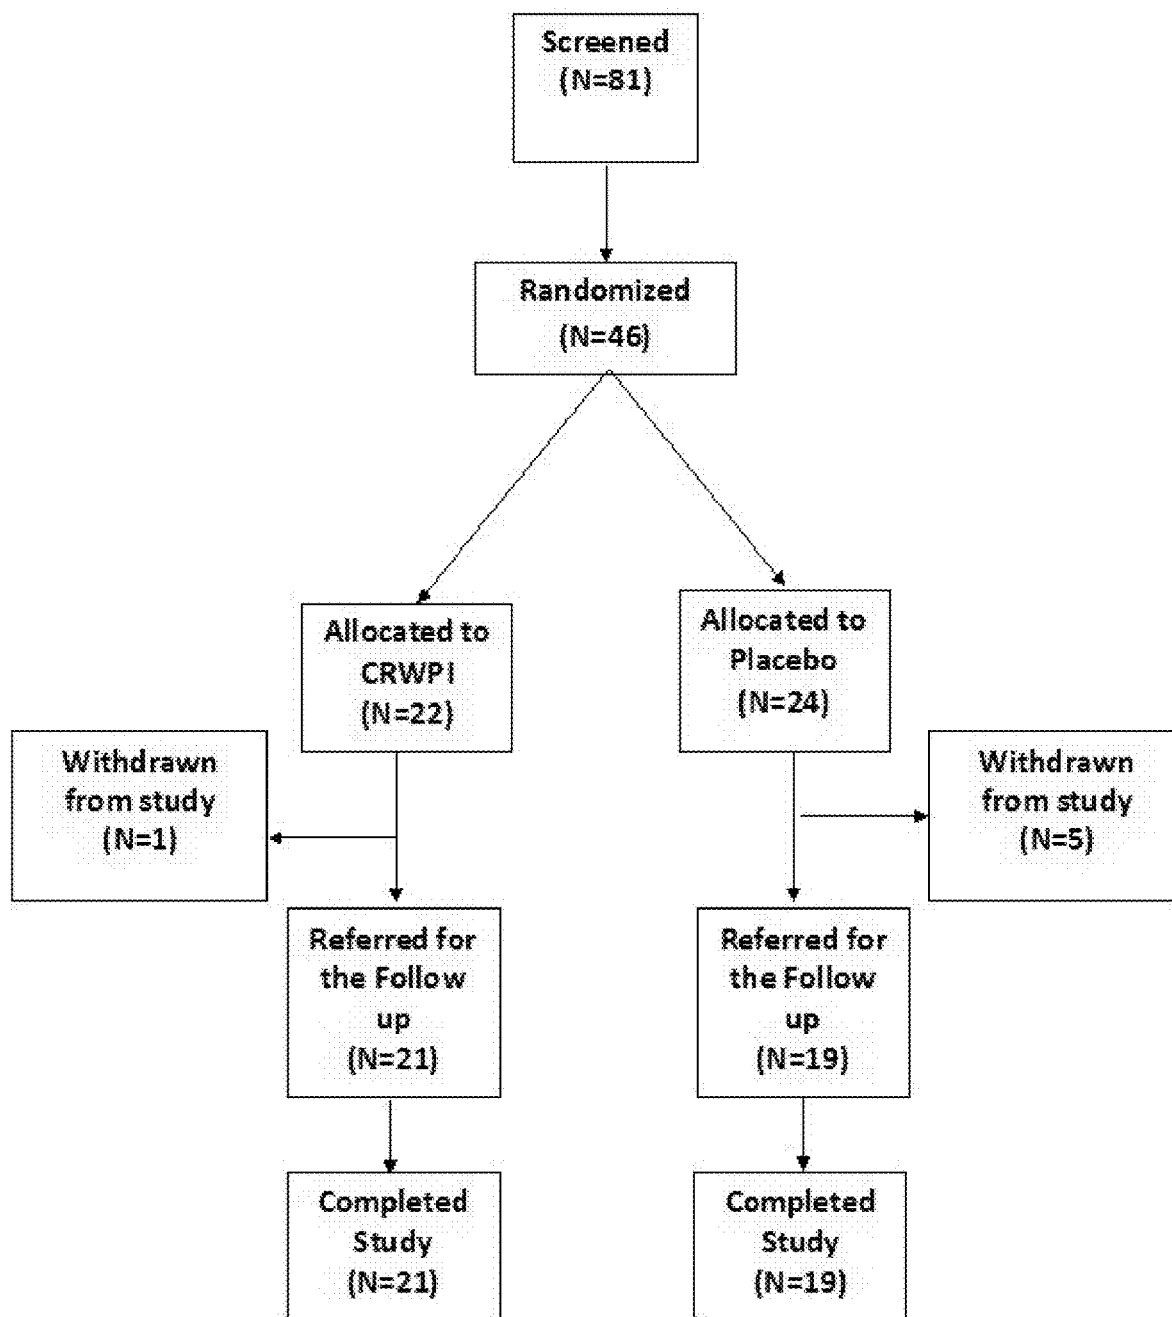 Screened
(N=81)
Randomized
(N=46)
Allocated to
CRWPI
(N=22)
Allocated to
Placebo
(N=24)
Withdrawn
from study
(N=1)
Withdrawn
from study
(N=5)
Referred for
the Follow
up
(N=21)
Referred for
the Follow
up
(N=19)
Completed
Study
(N=21)
Completed
Study
(N=19)